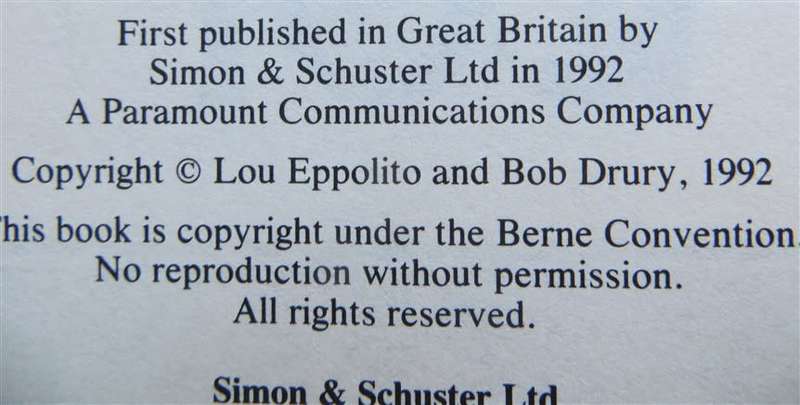 First published in Great Britain by
Simon & Schuster Ltd in 1992
A Paramount Communications Company
Copyright © Lou Eppolito and Bob Drury, 1992
his book is copyright under the Berne Convention.
No reproduction without permission.
All rights reserved.
Simon & Schuster Ltd